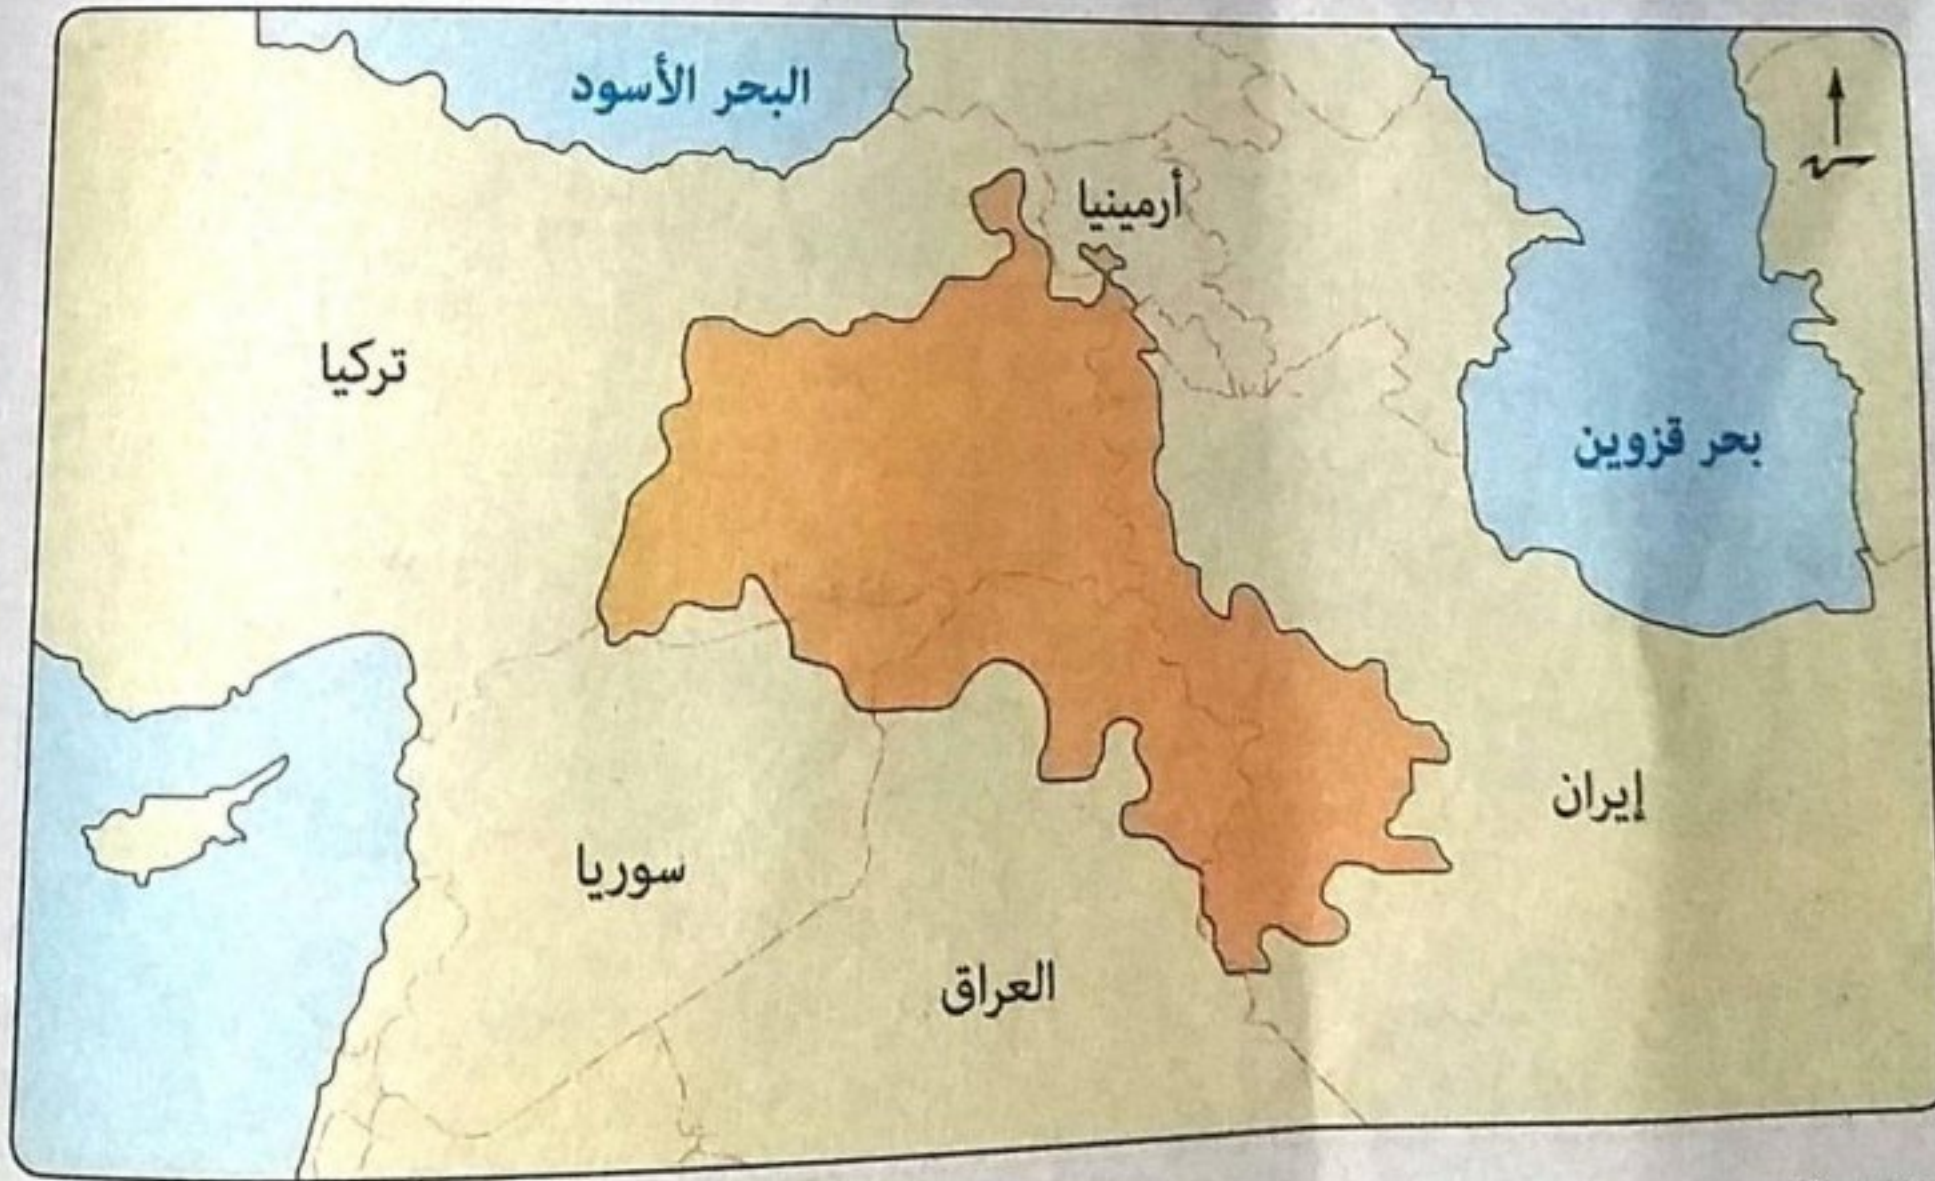 البحر الأسود
أرمينيا
تركيا
بحر قزوين
إيران
سوريا
العراق